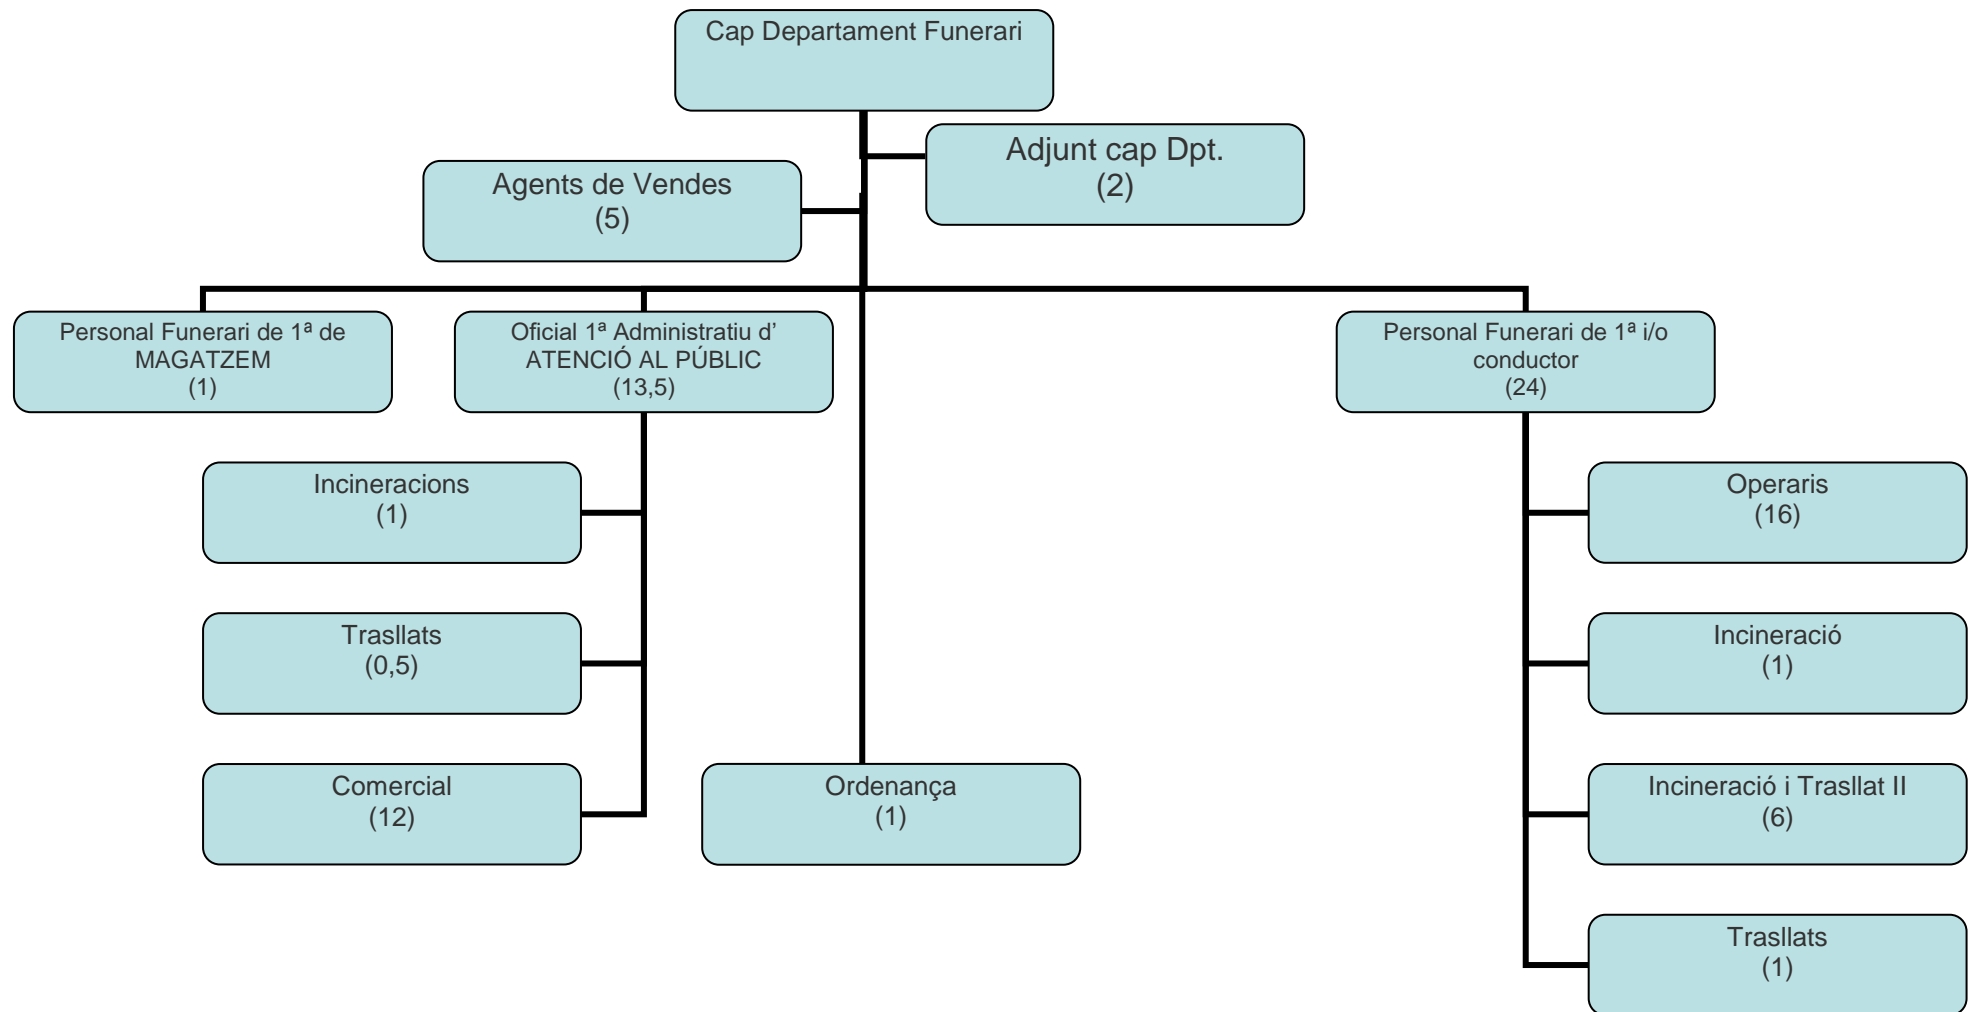 Cap Departament Funerari
Adjunt cap Dpt.
(2)
Agents de Vendes
(5)
Personal Funerari de 1ª de
MAGATZEM
(1)
Oficial 1ª Administratiu d’
ATENCIÓ AL PÚBLIC
(13,5)
Personal Funerari de 1ª i/o
conductor
(24)
Incineracions
(1)
Trasllats
(0,5)
Comercial
(12)
Ordenança
(1)
Operaris
(16)
Incineració
(1)
Incineració i Trasllat II
(6)
Trasllats
(1)